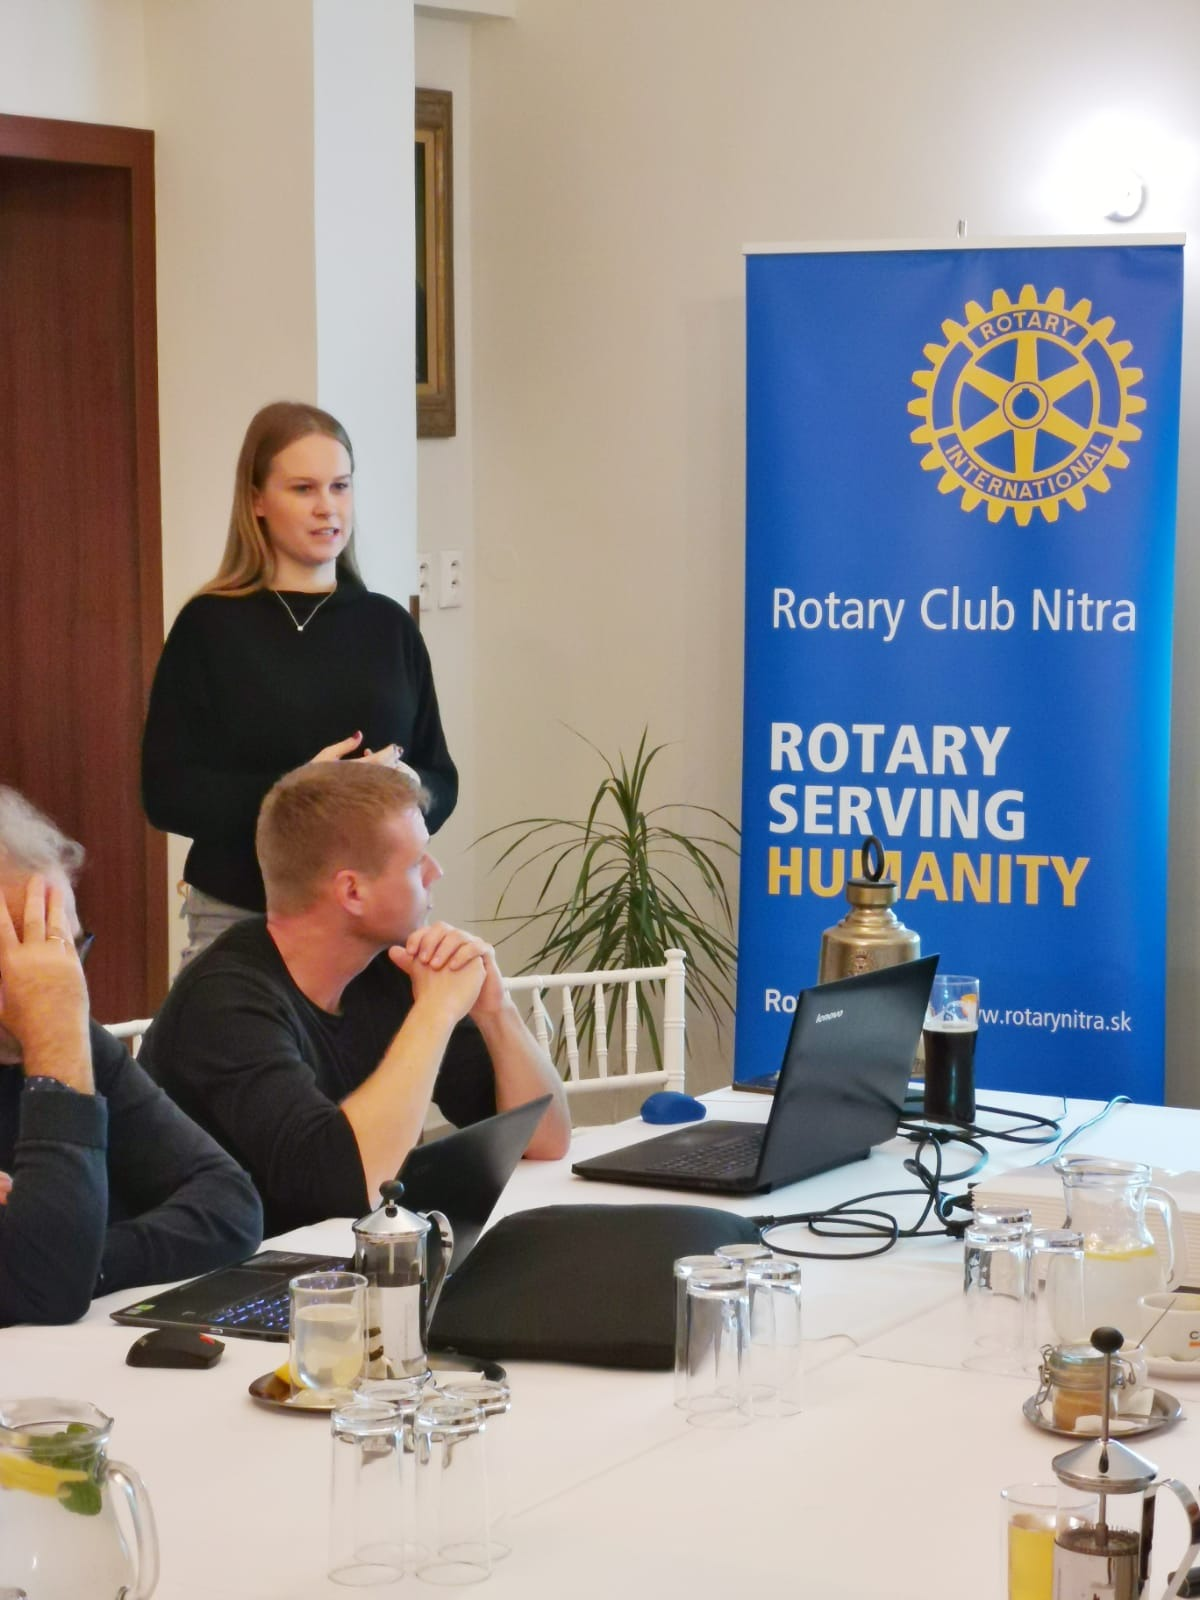 ROTARY
INTERNATIONAL
Rotary Club Nitra
ROTARY
SERVING
HUMANITY
www.rotarynitra.sk
lenovo